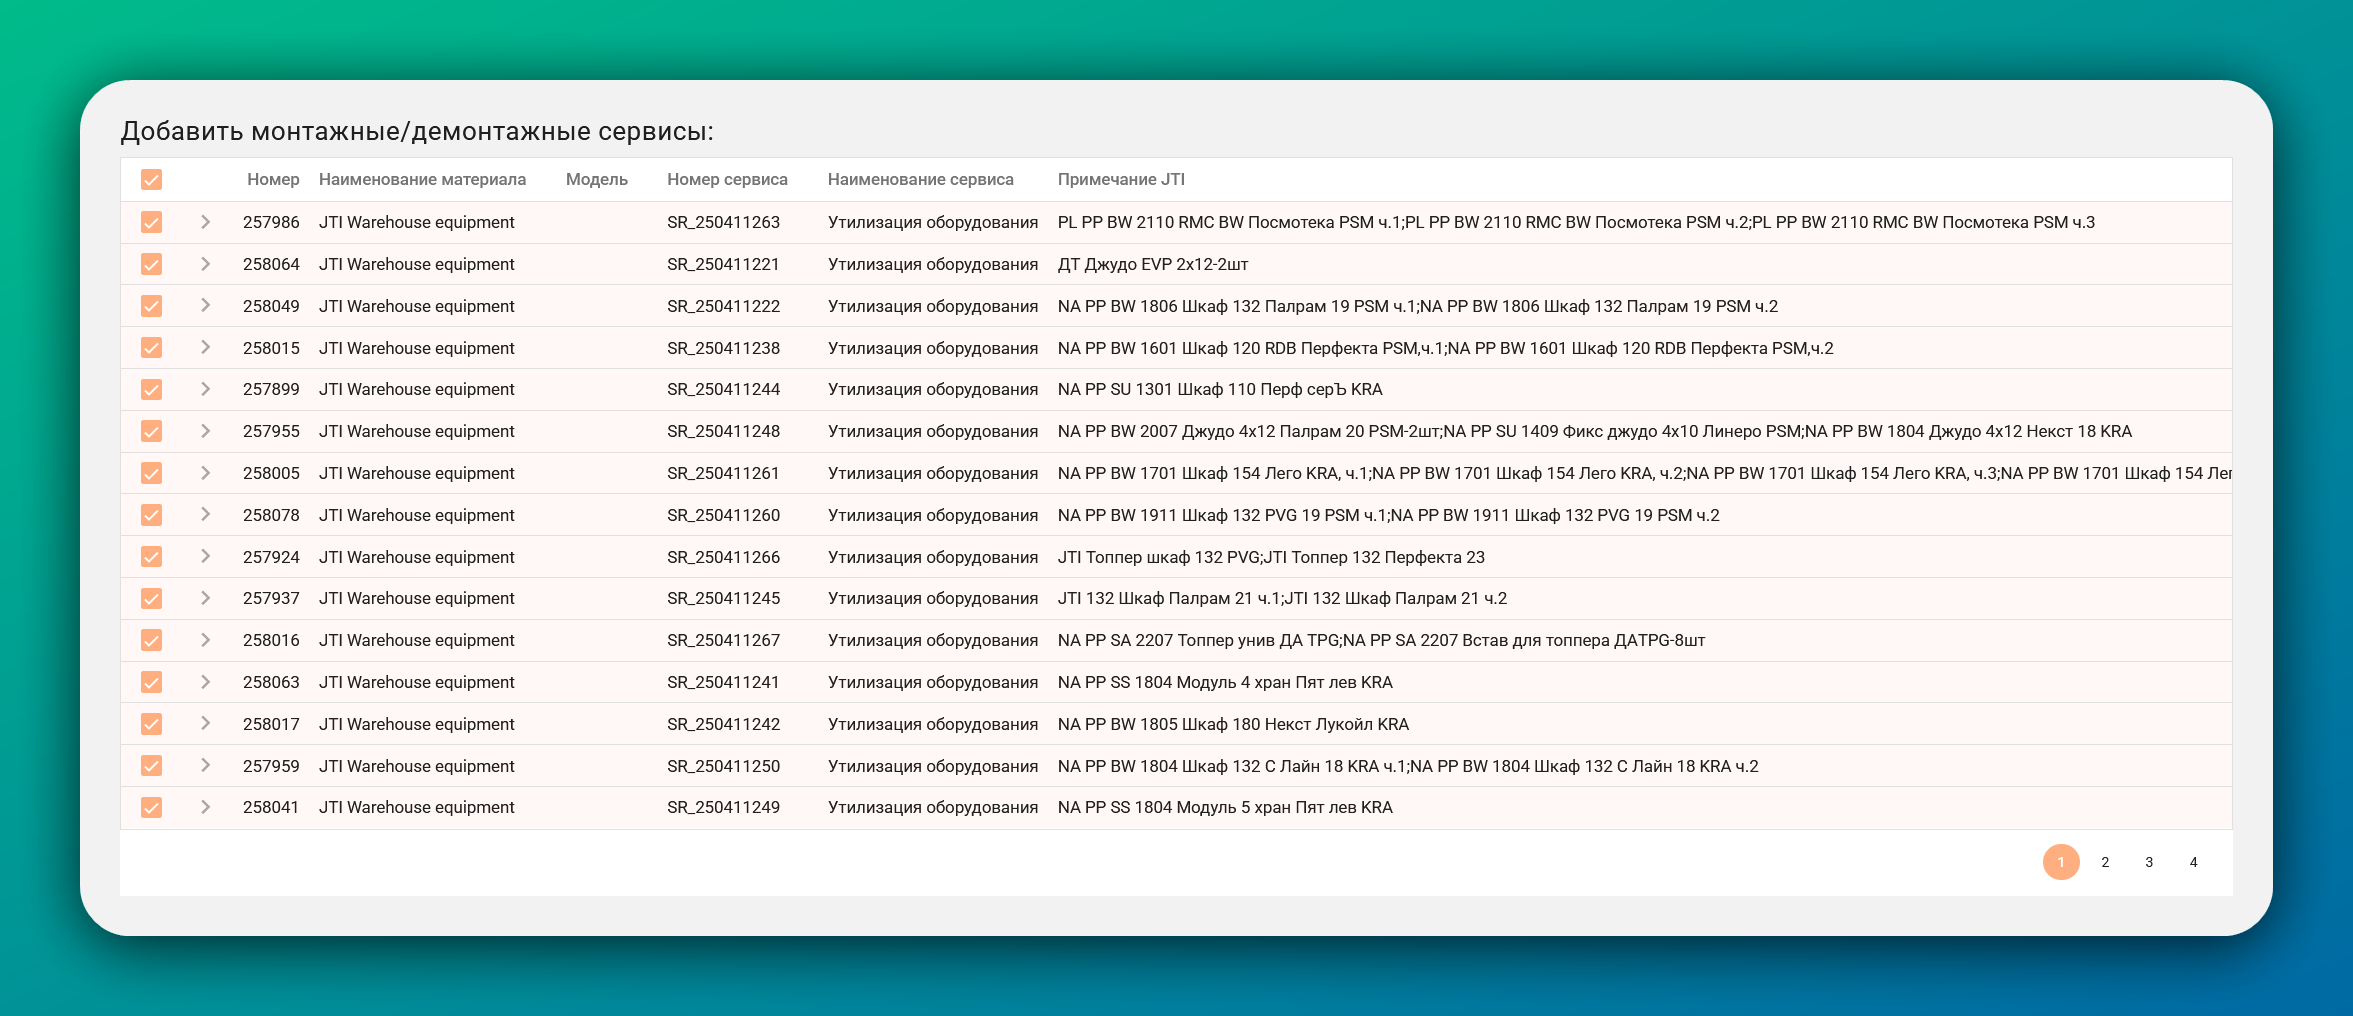 Добавить монтажные/демонтажные сервисы:
Номер Наименование материала Модель Номер сервиса Наименование сервиса Примечание JTI
257986 JTI Warehouse equipment SR_250411263 Утилизация оборудования PL PP BW 2110 RMC BW Посмотека PSM ч.1;PL PP BW 2110 RMC BW Посмотека PSM ч.2;PL PP BW 2110 RMC BW Посмотека PSM ч.3
258064 JTI Warehouse equipment SR_250411221 Утилизация оборудования ДТ Джудо EVP 2х12-2шт
258049 JTI Warehouse equipment SR_250411222 Утилизация оборудования NA PP BW 1806 Шкаф 132 Палрам 19 PSM ч.1;NA PP BW 1806 Шкаф 132 Палрам 19 PSM ч.2
258015 JTI Warehouse equipment SR_250411238 Утилизация оборудования NA PP BW 1601 Шкаф 120 RDB Перфекта PSM,ч.1;NA PP BW 1601 Шкаф 120 RDB Перфекта PSM,ч.2
257899 JTI Warehouse equipment SR_250411244 Утилизация оборудования NA PP SU 1301 Шкаф 110 Перф серЪ KRA
257955 JTI Warehouse equipment SR_250411248 Утилизация оборудования NA PP BW 2007 Джудо 4х12 Палрам 20 PSM-2шт;NA PP SU 1409 Фикс джудо 4х10 Линеро PSM;NA PP BW 1804 Джудо 4х12 Некст 18 KRA
258005 JTI Warehouse equipment SR_250411261 Утилизация оборудования NA PP BW 1701 Шкаф 154 Лего KRA, ч.1;NA PP BW 1701 Шкаф 154 Лего KRA, ч.2;NA PP BW 1701 Шкаф 154 Лего KRA, ч.3;NA PP BW 1701 Шкаф 154 Лег
258078 JTI Warehouse equipment SR_250411260 Утилизация оборудования NA PP BW 1911 Шкаф 132 PVG 19 PSM ч.1;NA PP BW 1911 Шкаф 132 PVG 19 PSM ч.2
257924 JTI Warehouse equipment SR_250411266 Утилизация оборудования JTI Топпер шкаф 132 PVG;JTI Топпер 132 Перфекта 23
257937 JTI Warehouse equipment SR_250411245 Утилизация оборудования JTI 132 Шкаф Палрам 21 ч.1;JTI 132 Шкаф Палрам 21 ч.2
258016 JTI Warehouse equipment SR_250411267 Утилизация оборудования NA PP SA 2207 Топпер унив ДА TPG;NA PP SA 2207 Встав для топпера ДАTPG-8шт
258063 JTI Warehouse equipment SR_250411241 Утилизация оборудования NA PP SS 1804 Модуль 4 хран Пят лев KRA
258017 JTI Warehouse equipment SR_250411242 Утилизация оборудования NA PP BW 1805 Шкаф 180 Некст Лукойл KRA
257959 JTI Warehouse equipment SR_250411250 Утилизация оборудования NA PP BW 1804 Шкаф 132 С Лайн 18 KRA ч.1;NA PP BW 1804 Шкаф 132 С Лайн 18 KRA ч.2
258041 JTI Warehouse equipment SR_250411249 Утилизация оборудования NA PP SS 1804 Модуль 5 хран Пят лев KRA
1 2 3 4